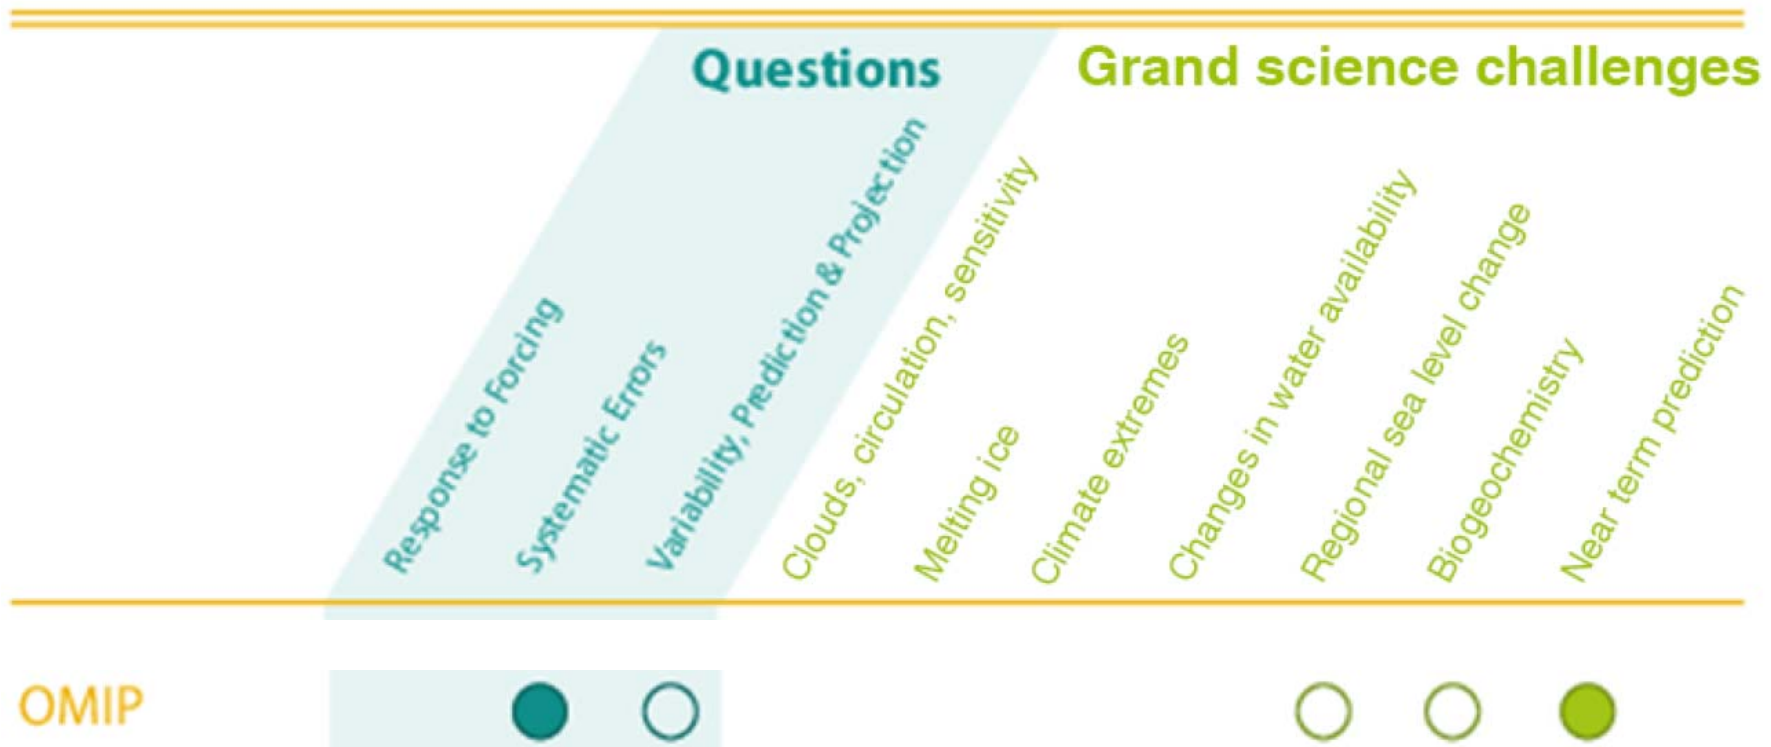 Questions
Grand science challenges
Response to Forcing
Systematic Errors
Variability, Prediction & Projection
Clouds, circulation, sensitivity
Melting ice
Climate extremes
Changes in water availability
Regional sea level change
Biogeochemistry
Near term prediction
OMIP